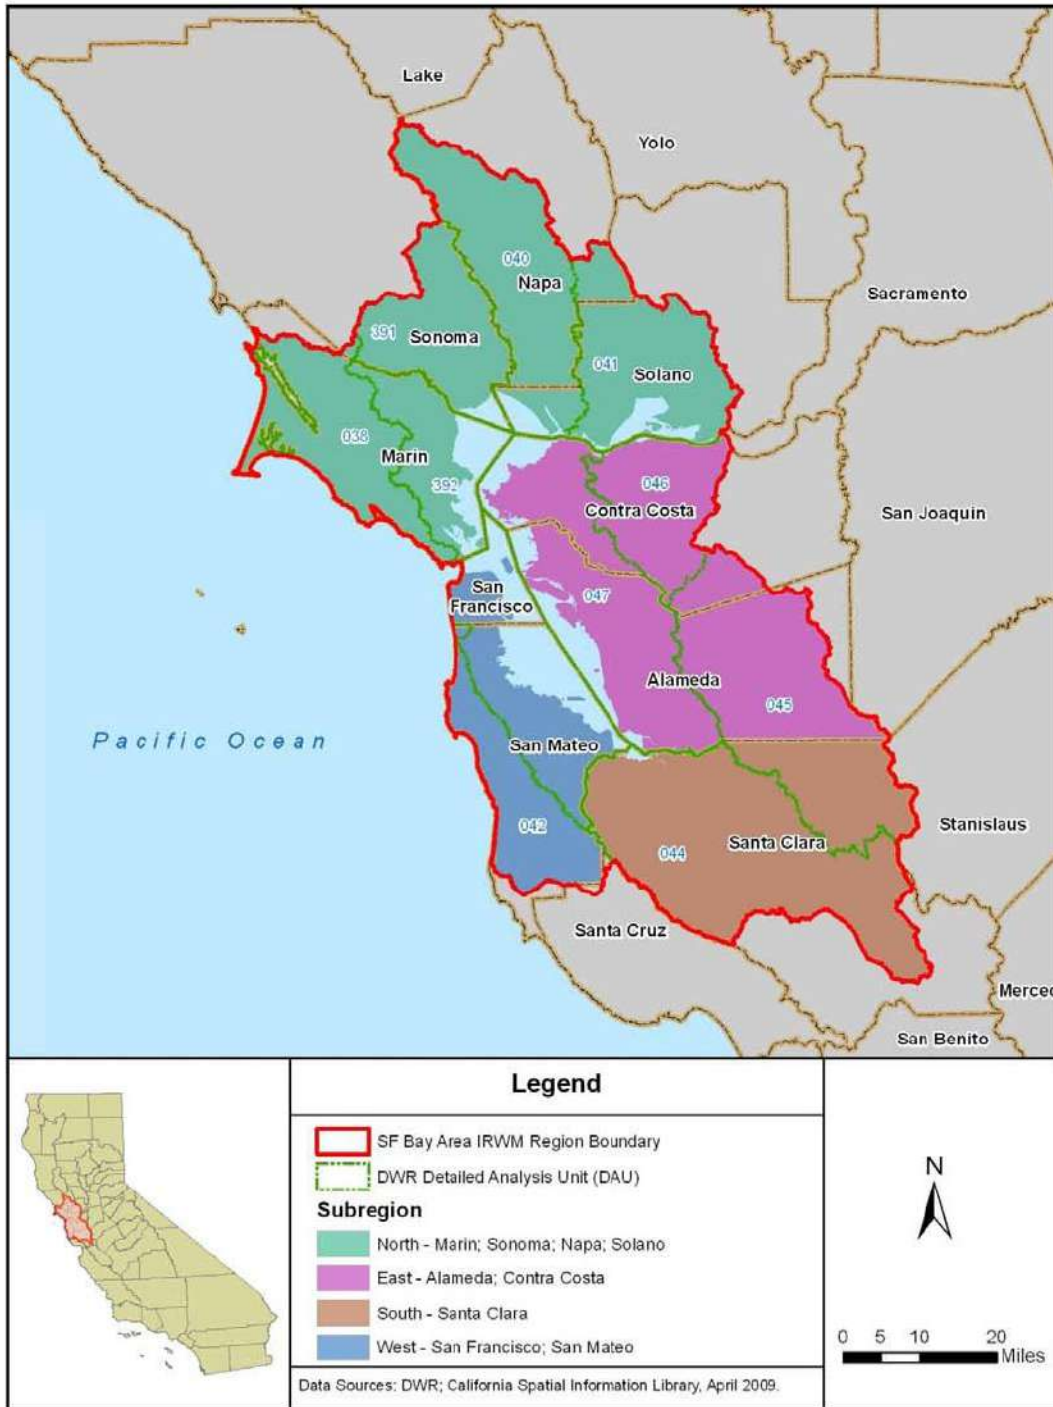 Lake
Yolo
040
Napa
Sacramento
391
Sonoma
041
Solano
038
Marin
392
046
Contra Costa
San Joaquin
San
Francisco
047
Alameda
045
Pacific Ocean
San Mateo
042
044
Santa Clara
Stanislaus
Santa Cruz
Merced
San Benito
Legend
SF Bay Area IRWM Region Boundary
DWR Detailed Analysis Unit (DAU)
Subregion
North - Marin; Sonoma; Napa; Solano
East - Alameda; Contra Costa
South - Santa Clara
West - San Francisco; San Mateo
Data Sources: DWR; California Spatial Information Library, April 2009.
N
0 5 10 20
Miles